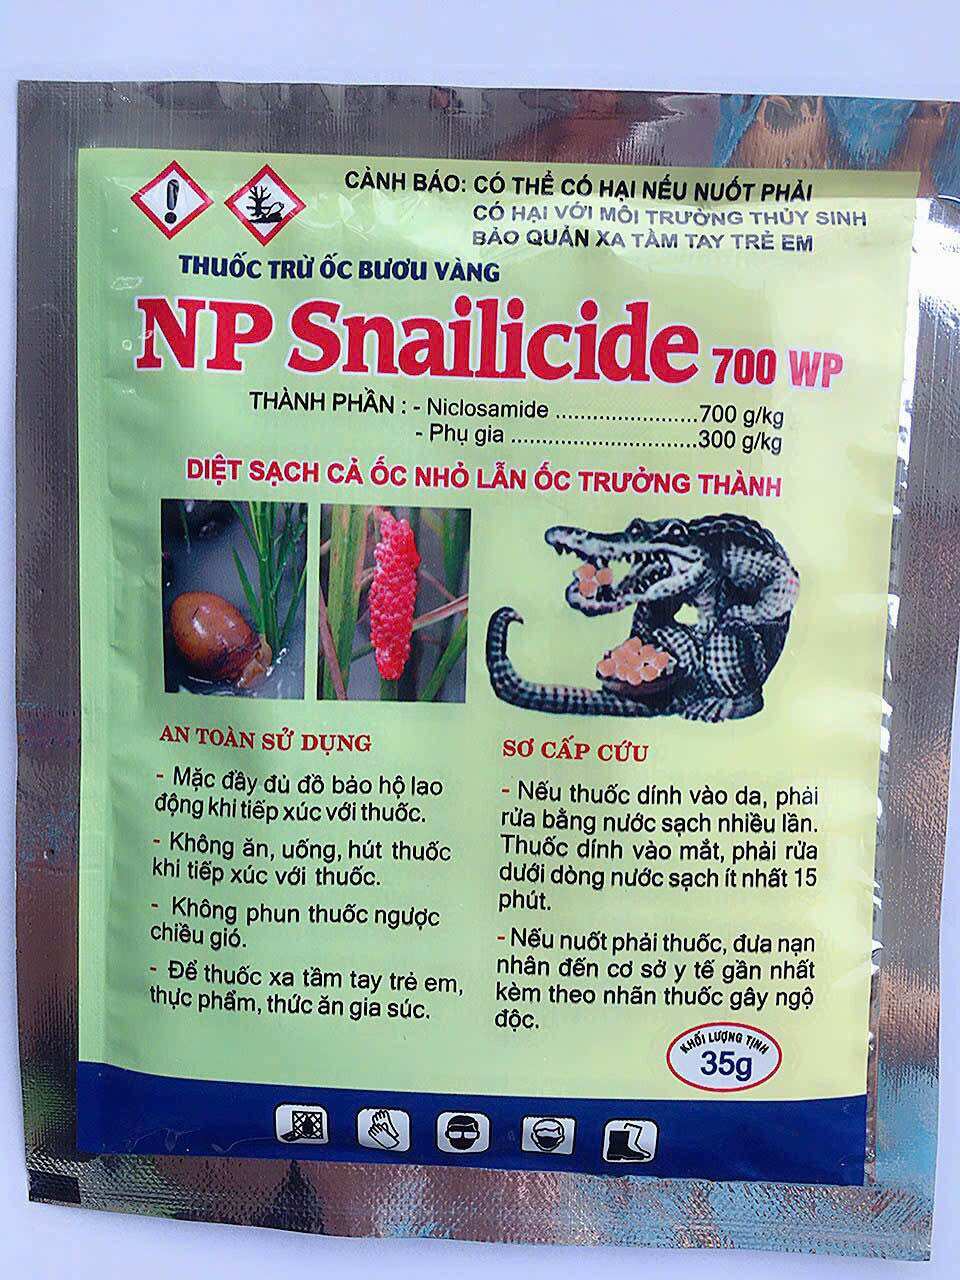 CẢNH BÁO: CÓ THỂ CÓ HẠI NẾU NUỐT PHẢI
CÓ HẠI VỚI MÔI TRƯỜNG THỦY SINH
BẢO QUẢN XA TẦM TAY TRẺ EM
THUỐC TRỪ ỐC BƯƠU VÀNG
NP Snailicide 700 WP
THÀNH PHẦN : - Niclosamide .......................700 g/kg
- Phụ gia ..............................300 g/kg
DIỆT SẠCH CẢ ỐC NHỎ LẪN ỐC TRƯỞNG THÀNH
AN TOÀN SỬ DỤNG
- Mặc đầy đủ đồ bảo hộ lao
động khi tiếp xúc với thuốc.
- Không ăn, uống, hút thuốc
khi tiếp xúc với thuốc.
- Không phun thuốc ngược
chiều gió.
- Để thuốc xa tầm tay trẻ em,
thực phẩm, thức ăn gia súc.
SƠ CẤP CỨU
- Nếu thuốc dính vào da, phải
rửa bằng nước sạch nhiều lần.
Thuốc dính vào mắt, phải rửa
dưới dòng nước sạch ít nhất 15
phút.
- Nếu nuốt phải thuốc, đưa nạn
nhân đến cơ sở y tế gần nhất
kèm theo nhãn thuốc gây ngộ
độc.
KHỐI LƯỢNG TỊNH
35g